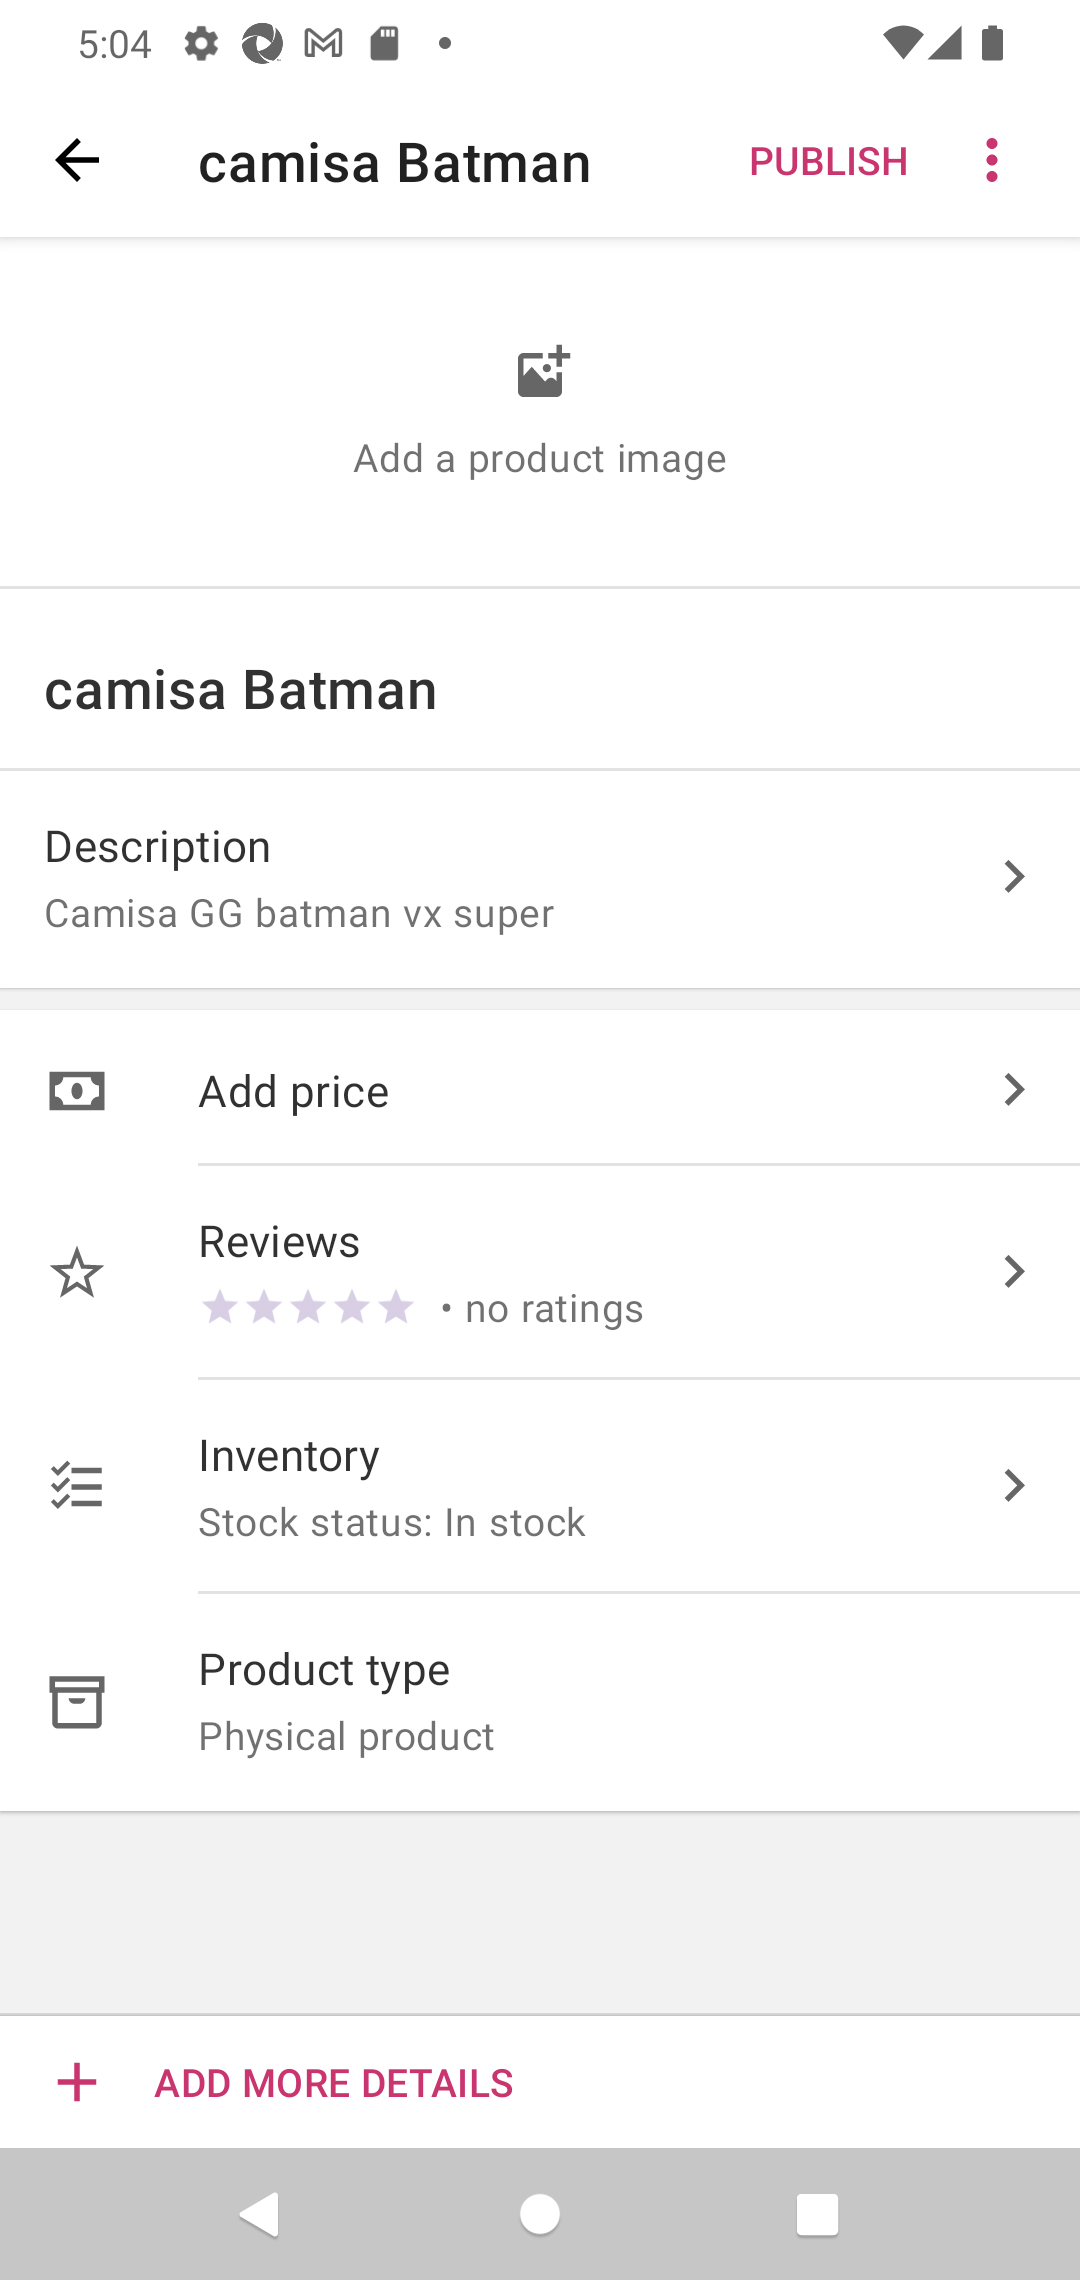 5:04
camisa Batman
PUBLISH
Add a product image
camisa Batman
Description
Camisa GG batman vx super
Add price
Reviews
• no ratings
Inventory
Stock status: In stock
Product type
Physical product
ADD MORE DETAILS